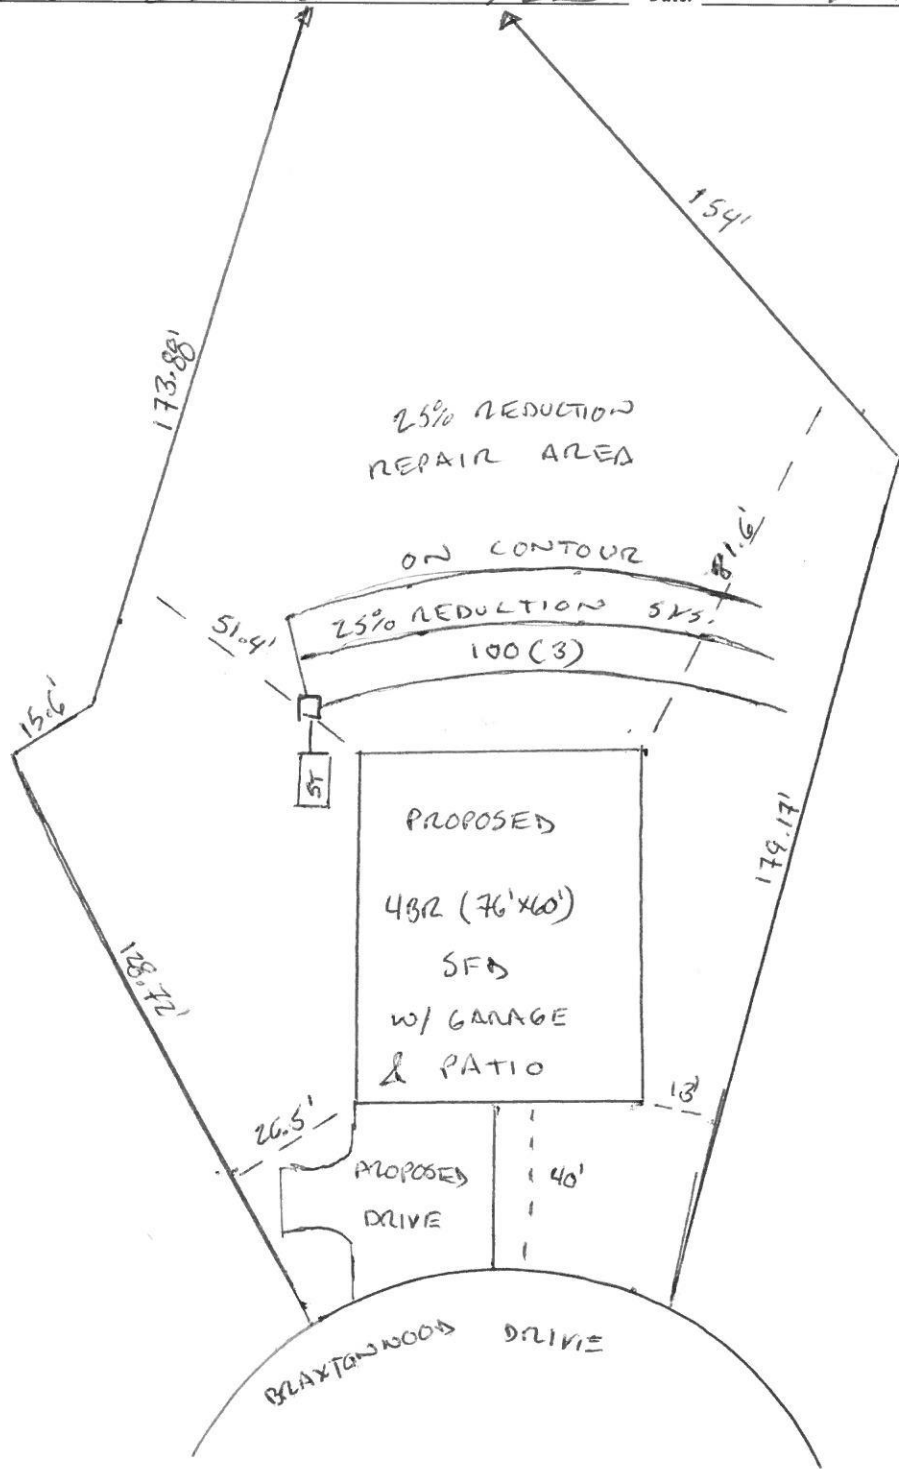 154'
173.88'
25% REDUCTION
REPAIR AREA
ON CONTOUR
81.6'
25% REDUCTION SYS.
51.4'
100 (3)
15.6'
ST
PROPOSED
4BR (76'x60')
SFD
W/ GARAGE
& PATIO
179.17'
128.72'
13'
26.5'
PROPOSED
DRIVE
40'
BRAXTONWOOD DRIVE